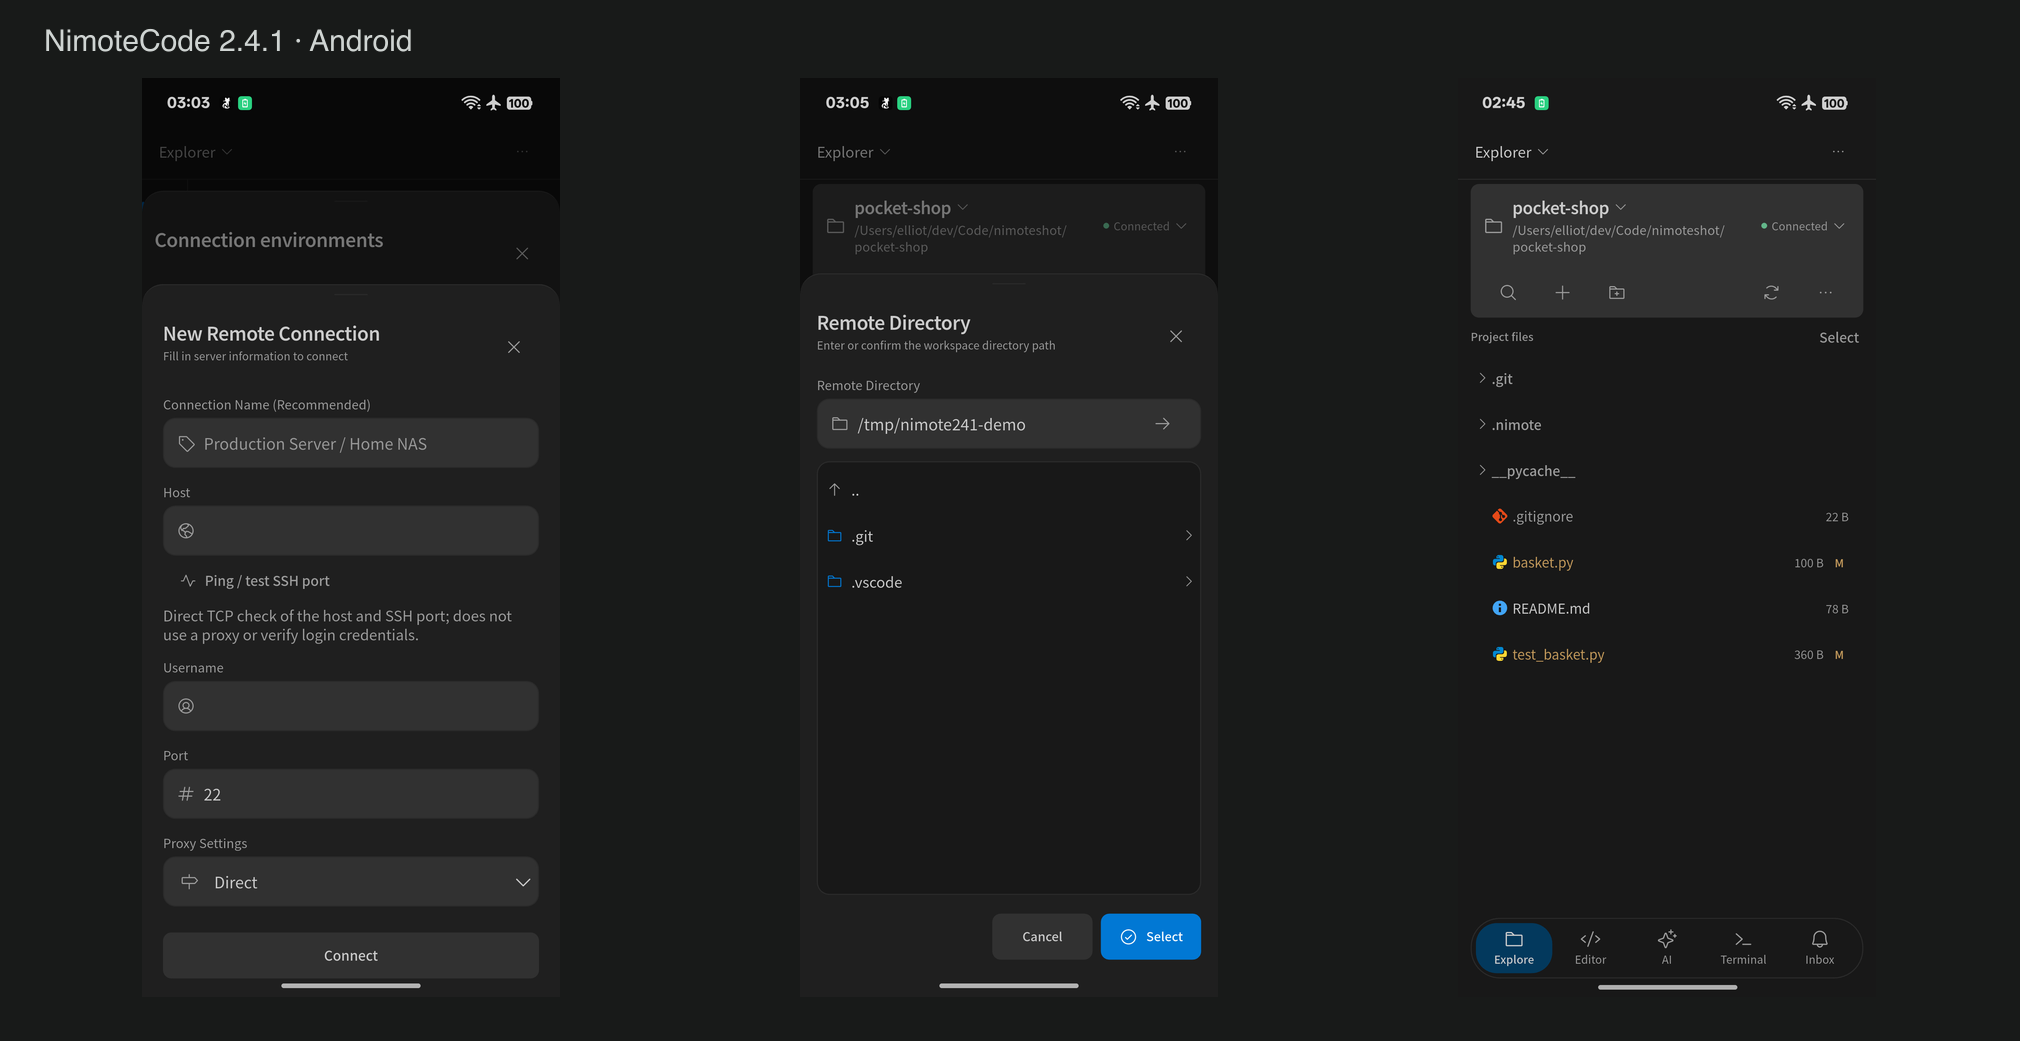 NimoteCode 2.4.1 · Android
03:03
100
Explorer
...
Connection environments
New Remote Connection
Fill in server information to connect
Connection Name (Recommended)
Production Server / Home NAS
Host
Ping / test SSH port
Direct TCP check of the host and SSH port; does not
use a proxy or verify login credentials.
Username
Port
22
Proxy Settings
Direct
Connect
03:05
100
Explorer
...
pocket-shop
/Users/elliot/dev/Code/nimoteshot/
pocket-shop
Connected
Remote Directory
Enter or confirm the workspace directory path
Remote Directory
/tmp/nimote241-demo
..
.git
.vscode
Cancel
Select
02:45
100
Explorer
...
pocket-shop
/Users/elliot/dev/Code/nimoteshot/
pocket-shop
Connected
...
Project files
Select
.git
.nimote
__pycache__
.gitignore 22 B
basket.py 100 B M
README.md 78 B
test_basket.py 360 B M
Explore
Editor
AI
Terminal
Inbox